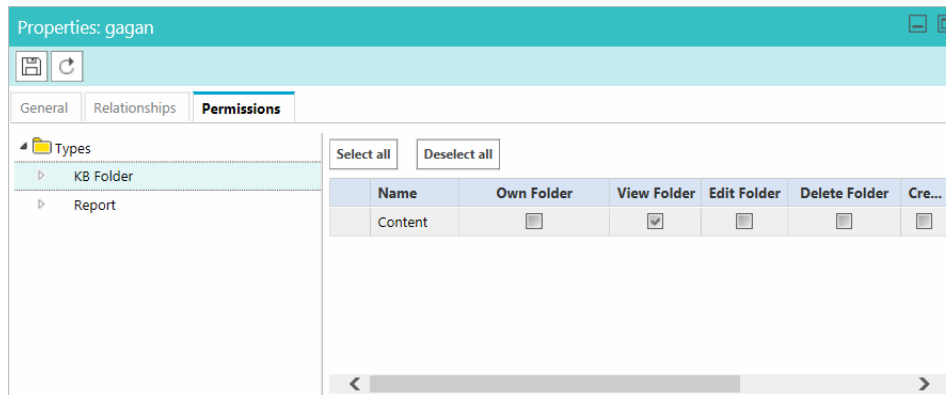 Properties: gagan
General Relationships Permissions
Types
KB Folder
Report
Select all Deselect all
Name Own Folder View Folder Edit Folder Delete Folder Cre...
Content